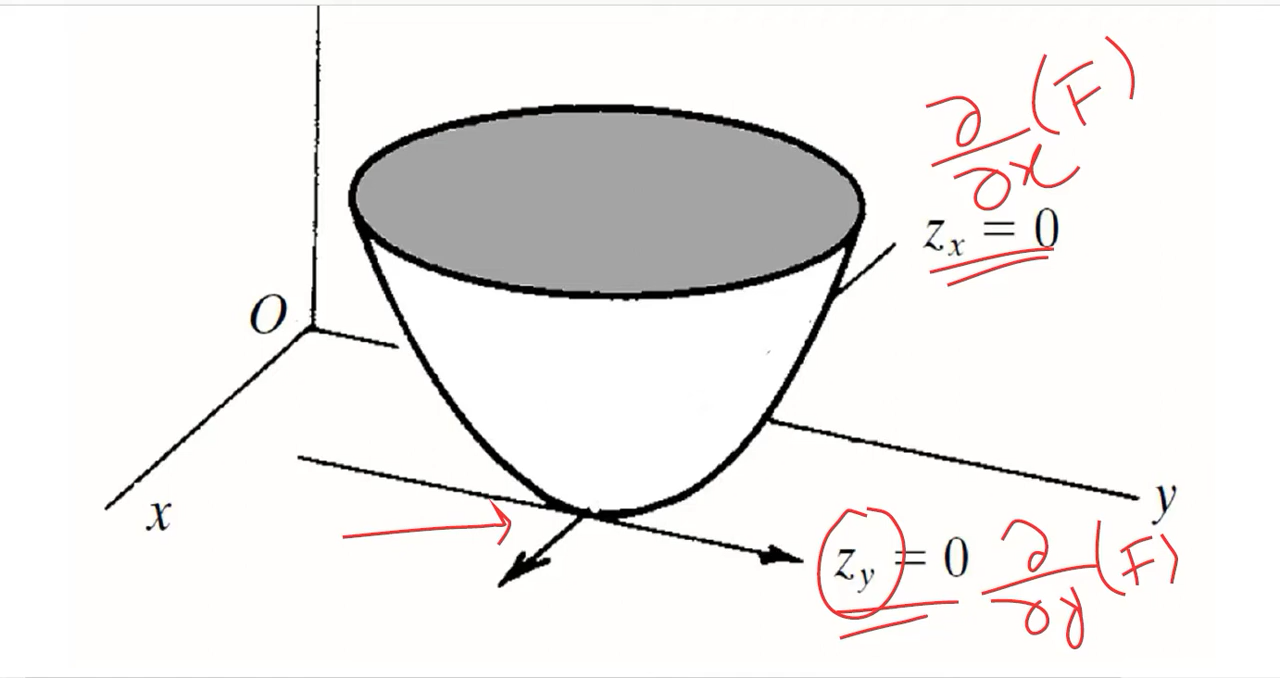 ∂/∂x (F)
z_x = 0
O
x
y
z_y = 0 ∂/∂y (F)